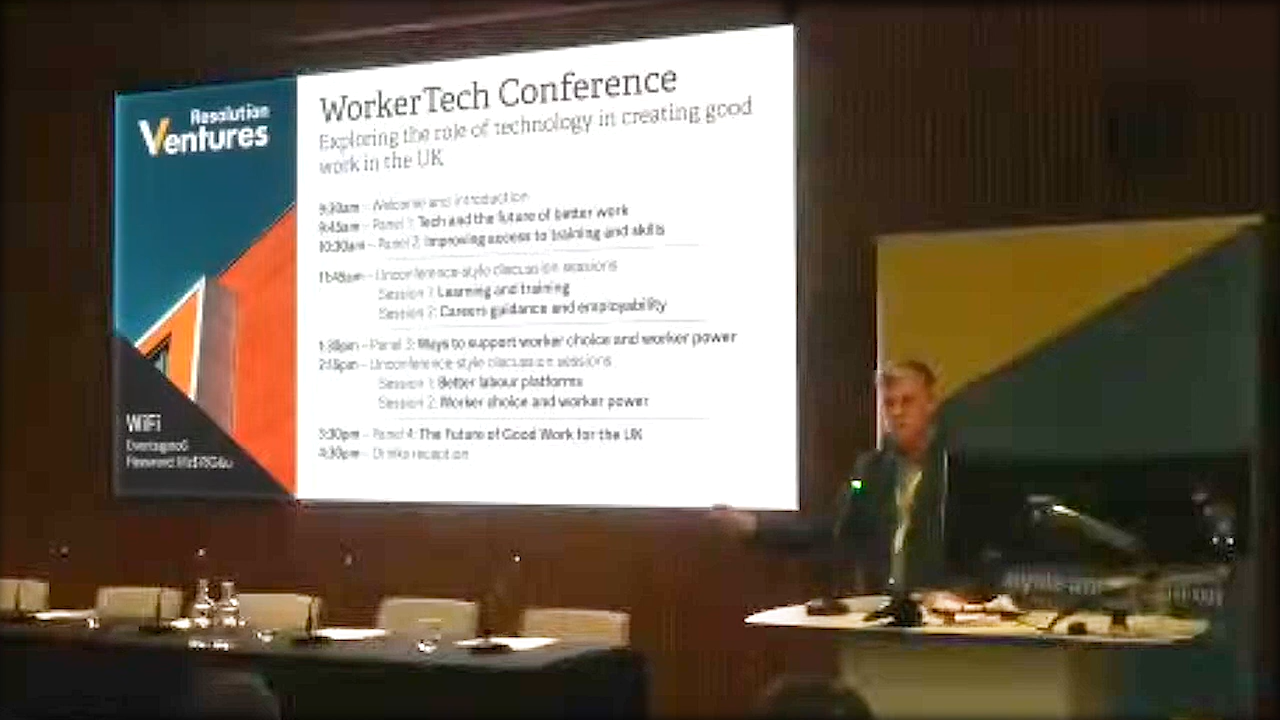 Resolution
Ventures
WorkerTech Conference
Exploring the role of technology in creating good
work in the UK
9:30am – Welcome and introduction
9:45am – Panel 1: Tech and the future of better work
10:30am – Panel 2: Improving access to training and skills
11:45am – Unconference-style discussion sessions
Session 1: Learning and training
Session 2: Careers guidance and employability
1:30pm – Panel 3: Ways to support worker choice and worker power
2:15pm – Unconference-style discussion sessions
Session 1: Better labour platforms
Session 2: Worker choice and worker power
3:30pm – Panel 4: The Future of Good Work for the UK
4:30pm – Drinks reception
WiFi
Password: